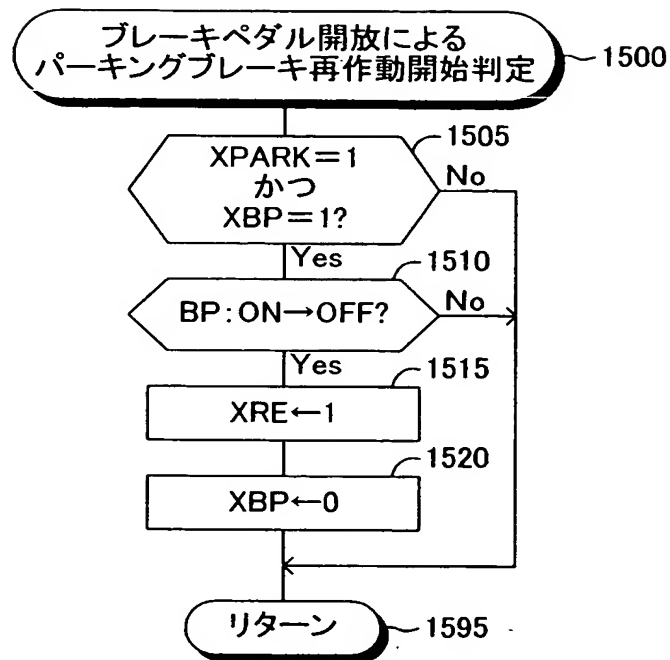 ブレーキペダル開放による
パーキングブレーキ再作動開始判定
1500
XPARK=1
かつ
XBP=1?
1505
No
Yes
1510
BP:ON→OFF?
No
Yes
1515
XRE←1
1520
XBP←0
リターン
1595